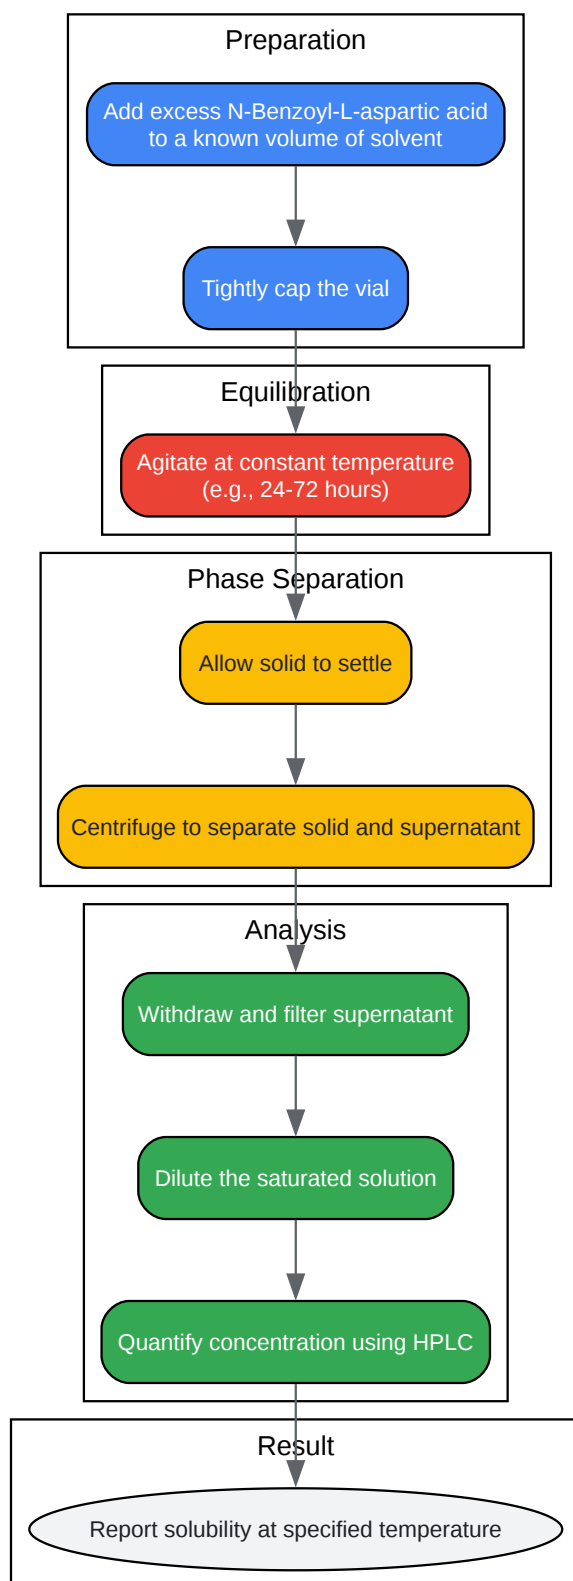 Preparation
Add excess N-Benzoyl-L-aspartic acid
to a known volume of solvent
Tightly cap the vial
Equilibration
Agitate at constant temperature
(e.g., 24-72 hours)
Phase Separation
Allow solid to settle
Centrifuge to separate solid and supernatant
Analysis
Withdraw and filter supernatant
Dilute the saturated solution
Quantify concentration using HPLC
Result
Report solubility at specified temperature